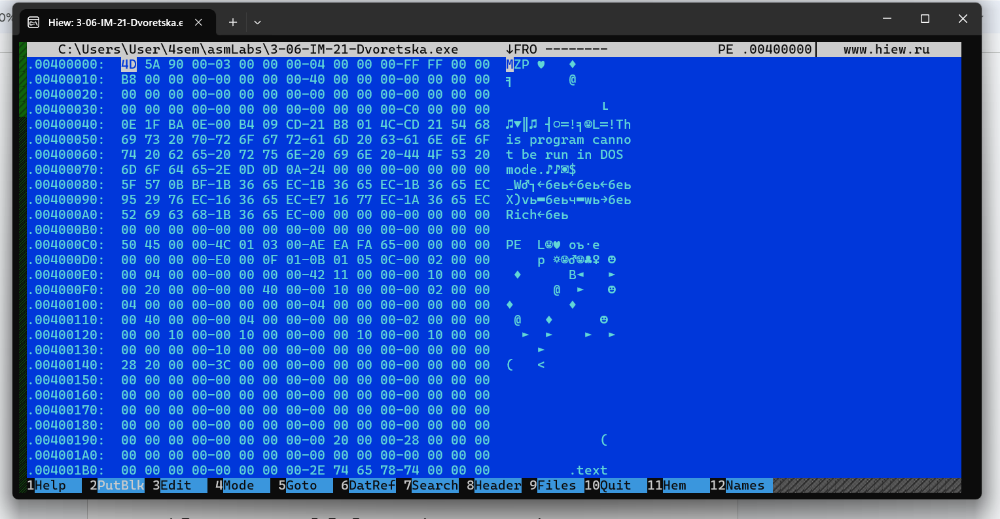 Hiew: 3-06-IM-21-Dvoretska.e
C:\Users\User\4sem\asmLabs\3-06-IM-21-Dvoretska.exe ↓FRO -------- PE .00400000 www.hiew.ru
.00400000: 4D 5A 90 00-03 00 00 00-04 00 00 00-FF FF 00 00 MZP ♥ ♦
.00400010: B8 00 00 00-00 00 00 00-40 00 00 00-00 00 00 00 ╕ @
.00400020: 00 00 00 00-00 00 00 00-00 00 00 00-00 00 00 00
.00400030: 00 00 00 00-00 00 00 00-00 00 00 00-C0 00 00 00 └
.00400040: 0E 1F BA 0E-00 B4 09 CD-21 B8 01 4C-CD 21 54 68 ♫▼║♫ ┤○═!╕☺L═!Th
.00400050: 69 73 20 70-72 6F 67 72-61 6D 20 63-61 6E 6E 6F is program canno
.00400060: 74 20 62 65-20 72 75 6E-20 69 6E 20-44 4F 53 20 t be run in DOS
.00400070: 6D 6F 64 65-2E 0D 0D 0A-24 00 00 00-00 00 00 00 mode.♪♪◙$
.00400080: 5F 57 0B BF-1B 36 65 EC-1B 36 65 EC-1B 36 65 EC _W♂┐←6eь←6eь←6eь
.00400090: 95 29 76 EC-16 36 65 EC-E7 16 77 EC-1A 36 65 EC Х)vь▬6eьч▬wь→6eь
.004000A0: 52 69 63 68-1B 36 65 EC-00 00 00 00-00 00 00 00 Rich←6eь
.004000B0: 00 00 00 00-00 00 00 00-00 00 00 00-00 00 00 00
.004000C0: 50 45 00 00-4C 01 03 00-AE EA FA 65-00 00 00 00 PE L☺♥ оъ·e
.004000D0: 00 00 00 00-E0 00 0F 01-0B 01 05 0C-00 02 00 00 р ☼☺♂☺♣♀ ☻
.004000E0: 00 04 00 00-00 00 00 00-42 11 00 00-00 10 00 00 ♦ B◄ ►
.004000F0: 00 20 00 00-00 00 40 00-00 10 00 00-00 02 00 00 @ ► ☻
.00400100: 04 00 00 00-00 00 00 00-04 00 00 00-00 00 00 00 ♦ ♦
.00400110: 00 40 00 00-00 04 00 00-00 00 00 00-02 00 00 00 @ ♦ ☻
.00400120: 00 00 10 00-00 10 00 00-00 00 10 00-00 10 00 00 ► ► ► ►
.00400130: 00 00 00 00-10 00 00 00-00 00 00 00-00 00 00 00 ►
.00400140: 28 20 00 00-3C 00 00 00-00 00 00 00-00 00 00 00 ( <
.00400150: 00 00 00 00-00 00 00 00-00 00 00 00-00 00 00 00
.00400160: 00 00 00 00-00 00 00 00-00 00 00 00-00 00 00 00
.00400170: 00 00 00 00-00 00 00 00-00 00 00 00-00 00 00 00
.00400180: 00 00 00 00-00 00 00 00-00 00 00 00-00 00 00 00
.00400190: 00 00 00 00-00 00 00 00-00 20 00 00-28 00 00 00 (
.004001A0: 00 00 00 00-00 00 00 00-00 00 00 00-00 00 00 00
.004001B0: 00 00 00 00-00 00 00 00-2E 74 65 78-74 00 00 00 .text
1Help 2PutBlk 3Edit 4Mode 5Goto 6DatRef 7Search 8Header 9Files 10Quit 11Hem 12Names